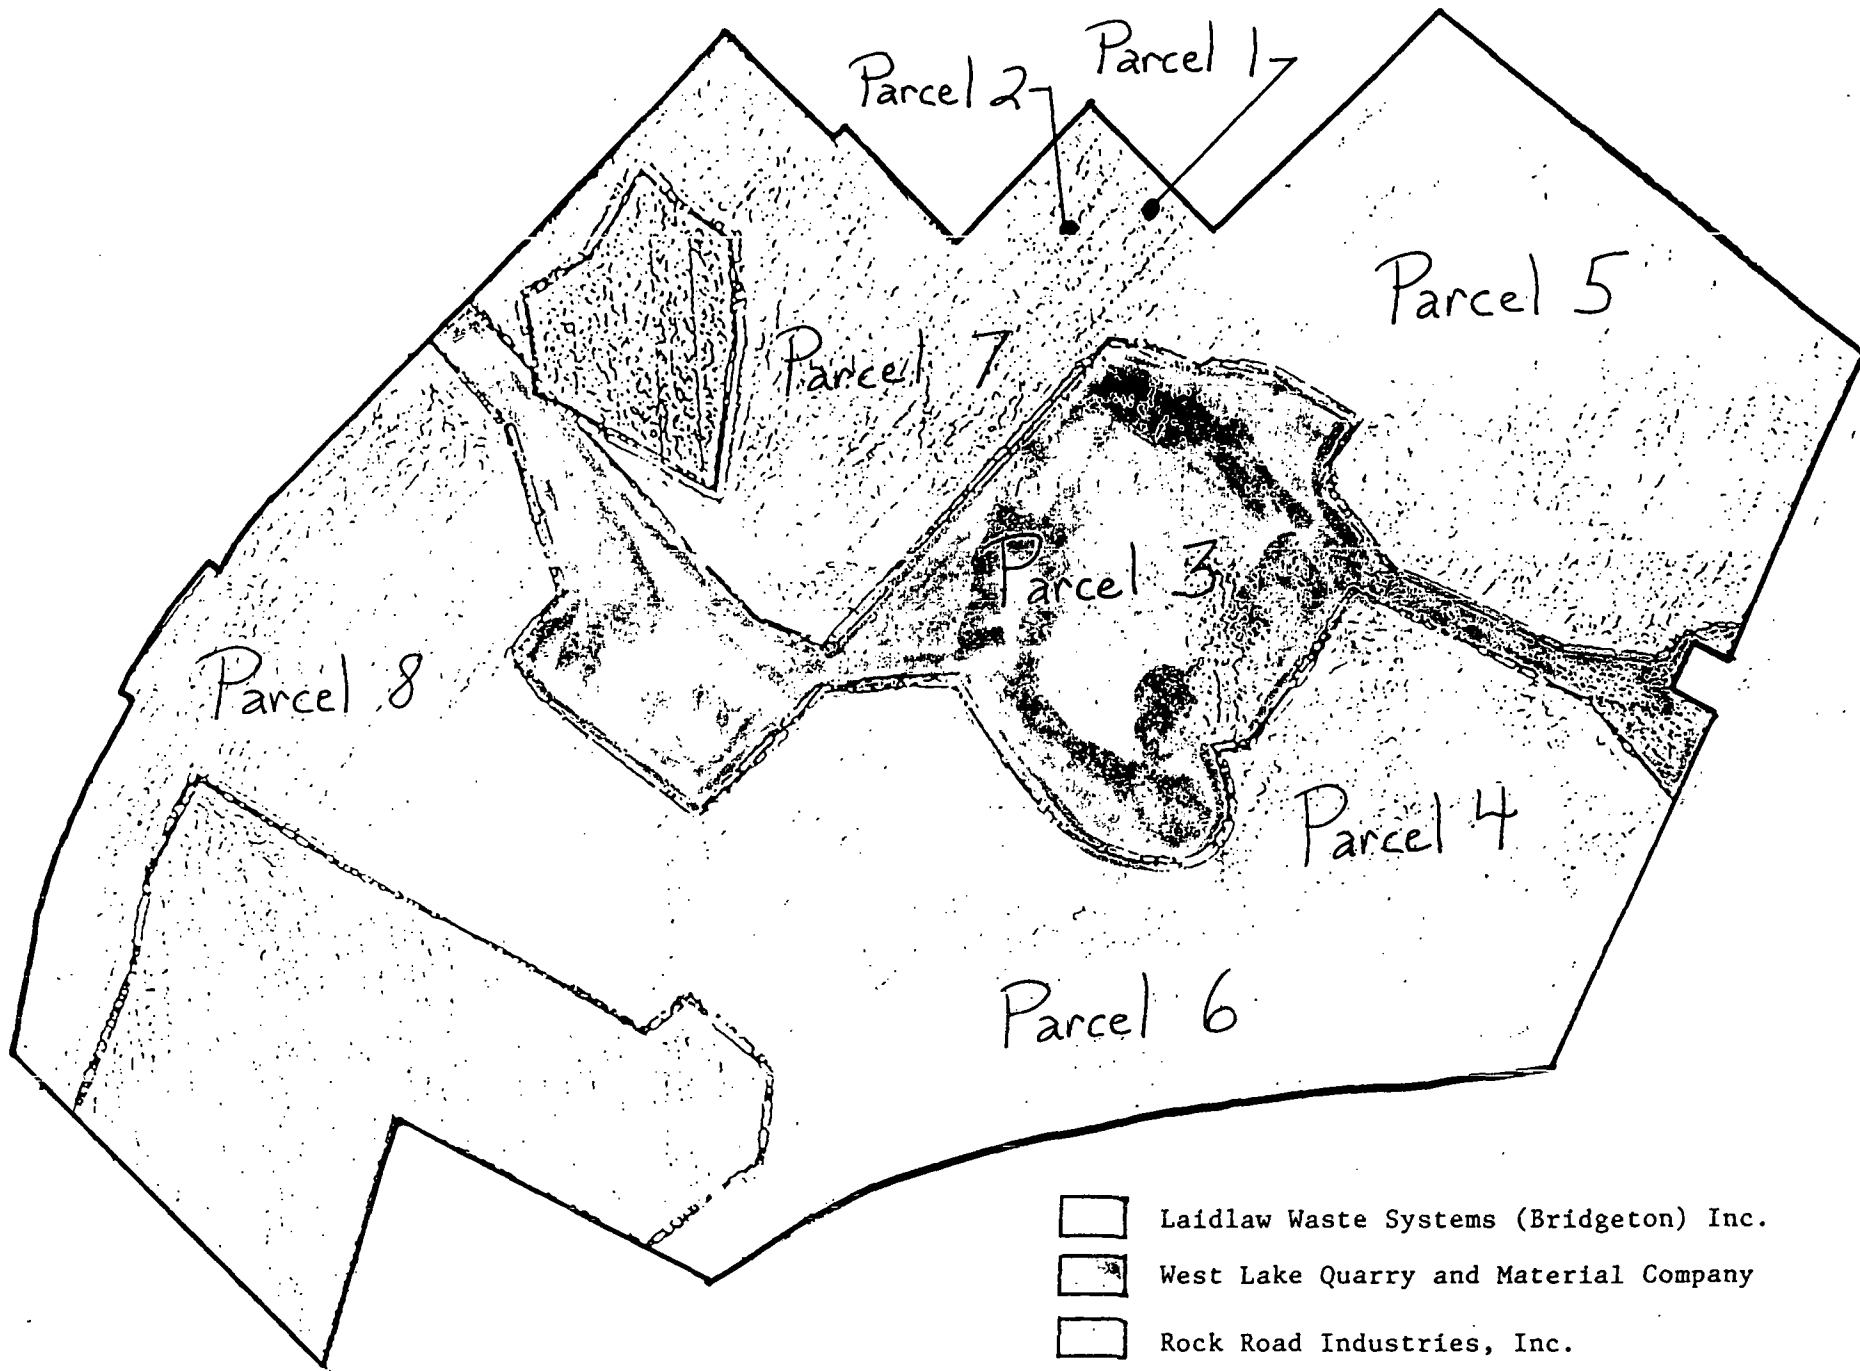 Parcel 1
Parcel 2
Parcel 5
Parcel 7
Parcel 3
Parcel 8
Parcel 4
Parcel 6
Laidlaw Waste Systems (Bridgeton) Inc.
West Lake Quarry and Material Company
Rock Road Industries, Inc.